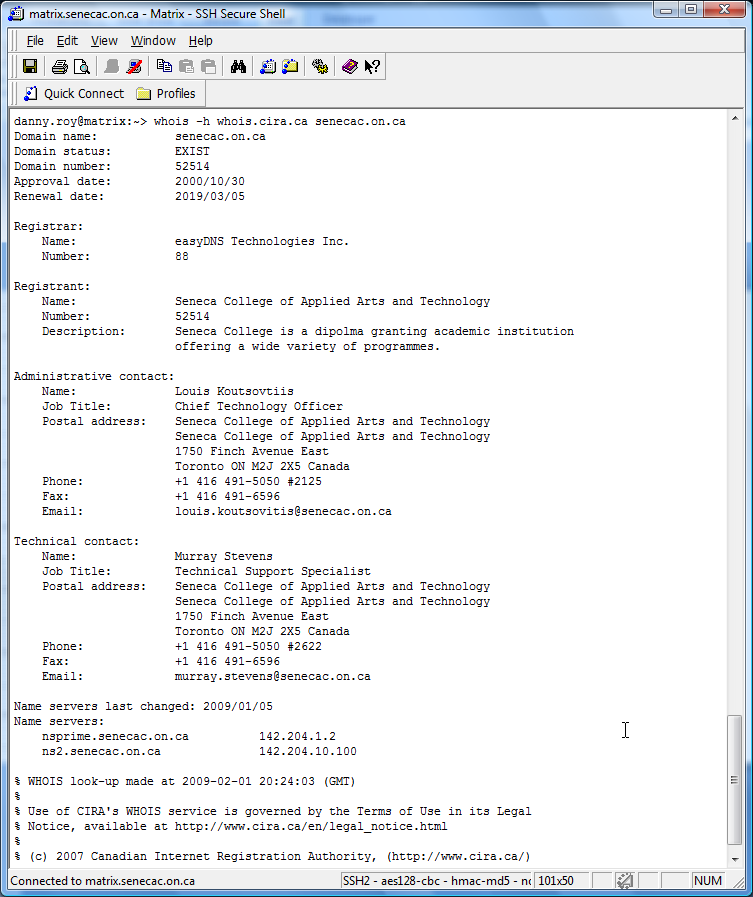 matrix.senecac.on.ca - Matrix - SSH Secure Shell
File Edit View Window Help
Quick Connect Profiles
danny.roy@matrix:~> whois -h whois.cira.ca senecac.on.ca
Domain name: senecac.on.ca
Domain status: EXIST
Domain number: 52514
Approval date: 2000/10/30
Renewal date: 2019/03/05
Registrar:
Name: easyDNS Technologies Inc.
Number: 88
Registrant:
Name: Seneca College of Applied Arts and Technology
Number: 52514
Description: Seneca College is a dipolma granting academic institution
offering a wide variety of programmes.
Administrative contact:
Name: Louis Koutsovtiis
Job Title: Chief Technology Officer
Postal address: Seneca College of Applied Arts and Technology
Seneca College of Applied Arts and Technology
1750 Finch Avenue East
Toronto ON M2J 2X5 Canada
Phone: +1 416 491-5050 #2125
Fax: +1 416 491-6596
Email: louis.koutsovitis@senecac.on.ca
Technical contact:
Name: Murray Stevens
Job Title: Technical Support Specialist
Postal address: Seneca College of Applied Arts and Technology
Seneca College of Applied Arts and Technology
1750 Finch Avenue East
Toronto ON M2J 2X5 Canada
Phone: +1 416 491-5050 #2622
Fax: +1 416 491-6596
Email: murray.stevens@senecac.on.ca
Name servers last changed: 2009/01/05
Name servers:
nsprime.senecac.on.ca 142.204.1.2
ns2.senecac.on.ca 142.204.10.100
% WHOIS look-up made at 2009-02-01 20:24:03 (GMT)
%
% Use of CIRA's WHOIS service is governed by the Terms of Use in its Legal
% Notice, available at http://www.cira.ca/en/legal_notice.html
%
% (c) 2007 Canadian Internet Registration Authority, (http://www.cira.ca/)
Connected to matrix.senecac.on.ca SSH2 - aes128-cbc - hmac-md5 - 101x50 NUM